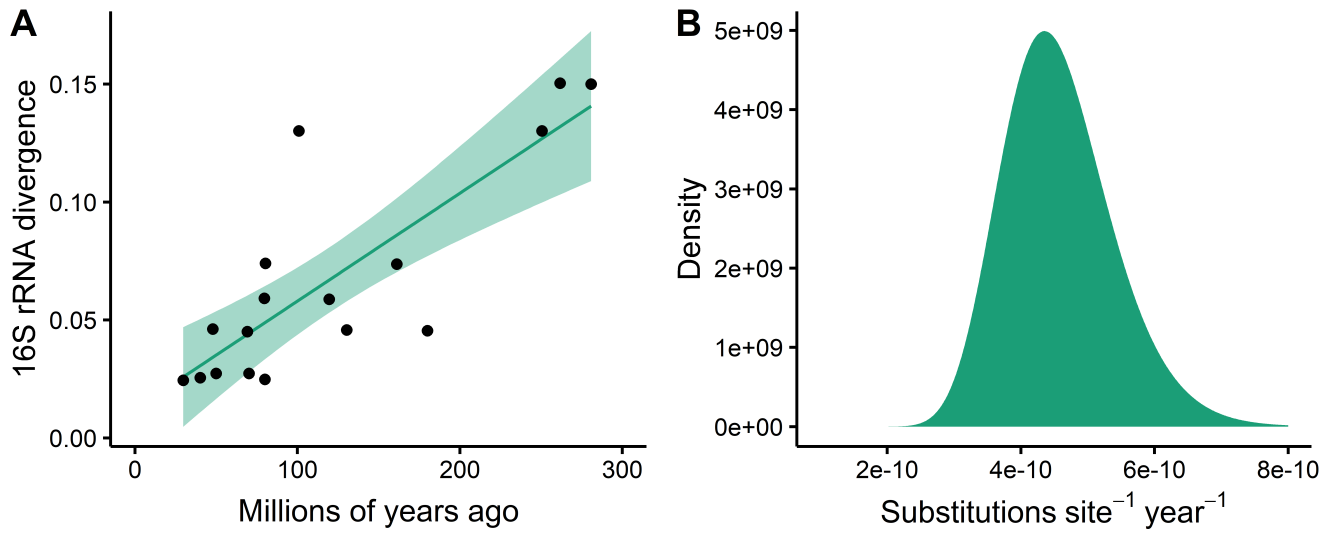 A
16S rRNA divergence
0.15
0.10
0.05
0.00
0 100 200 300
Millions of years ago
B
Density
5e+09
4e+09
3e+09
2e+09
1e+09
0e+00
2e-10 4e-10 6e-10 8e-10
Substitutions site⁻¹ year⁻¹